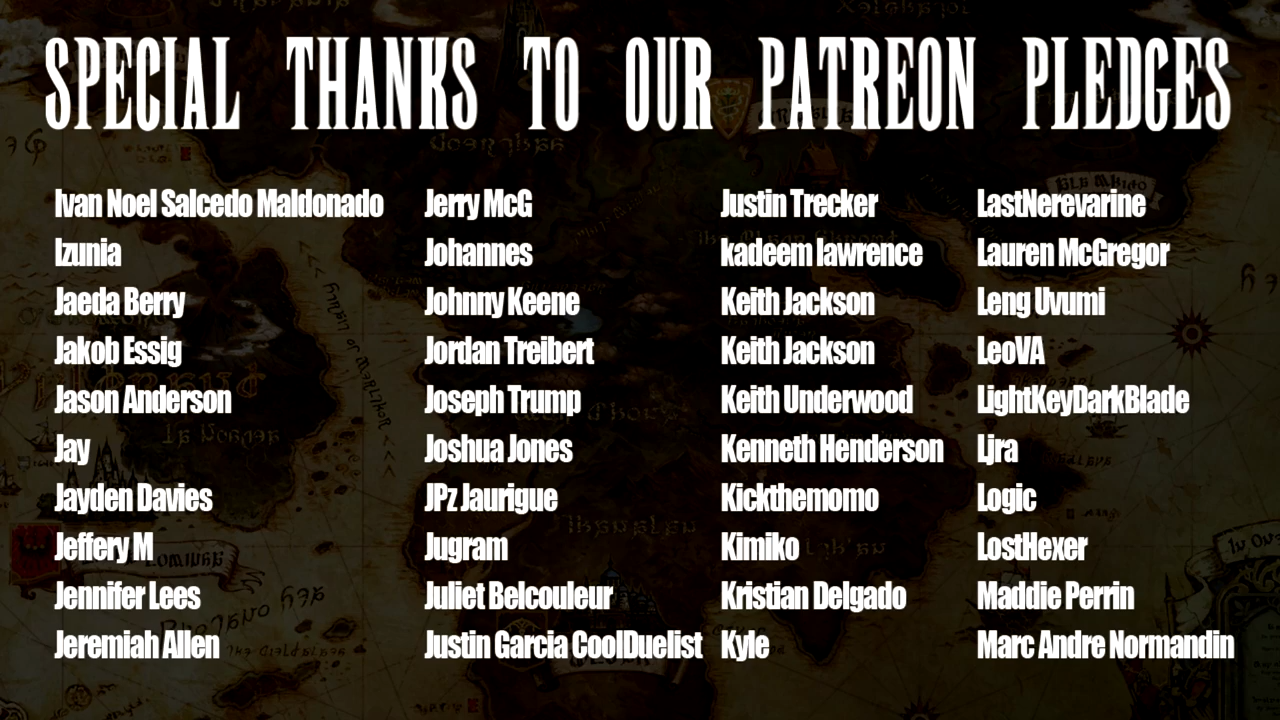 SPECIAL THANKS TO OUR PATREON PLEDGES
Ivan Noel Salcedo Maldonado
Izunia
Jaeda Berry
Jakob Essig
Jason Anderson
Jay
Jayden Davies
Jeffery M
Jennifer Lees
Jeremiah Allen
Jerry McG
Johannes
Johnny Keene
Jordan Treibert
Joseph Trump
Joshua Jones
JPz Jaurigue
Jugram
Juliet Belcouleur
Justin Garcia CoolDuelist
Justin Trecker
kadeem lawrence
Keith Jackson
Keith Jackson
Keith Underwood
Kenneth Henderson
Kickthemomo
Kimiko
Kristian Delgado
Kyle
LastNerevarine
Lauren McGregor
Leng Uvumi
LeoVA
LightKeyDarkBlade
Ljra
Logic
LostHexer
Maddie Perrin
Marc Andre Normandin